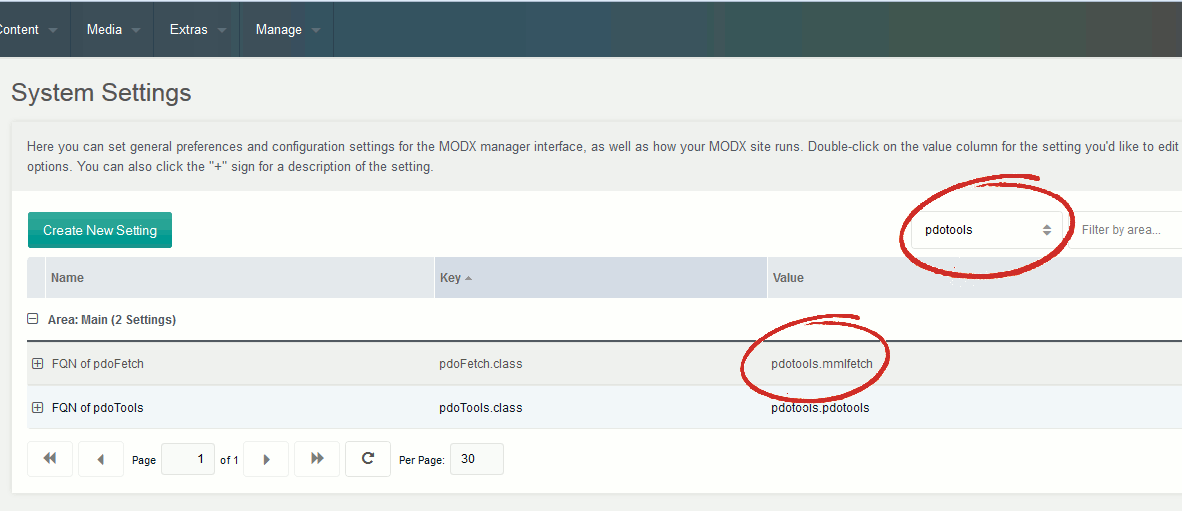 Content Media Extras Manage
System Settings
Here you can set general preferences and configuration settings for the MODX manager interface, as well as how your MODX site runs. Double-click on the value column for the setting you'd like to edit
options. You can also click the "+" sign for a description of the setting.
Create New Setting pdotools Filter by area...
Name Key Value
Area: Main (2 Settings)
FQN of pdoFetch pdoFetch.class pdotools.mmlfetch
FQN of pdoTools pdoTools.class pdotools.pdotools
Page 1 of 1 Per Page: 30